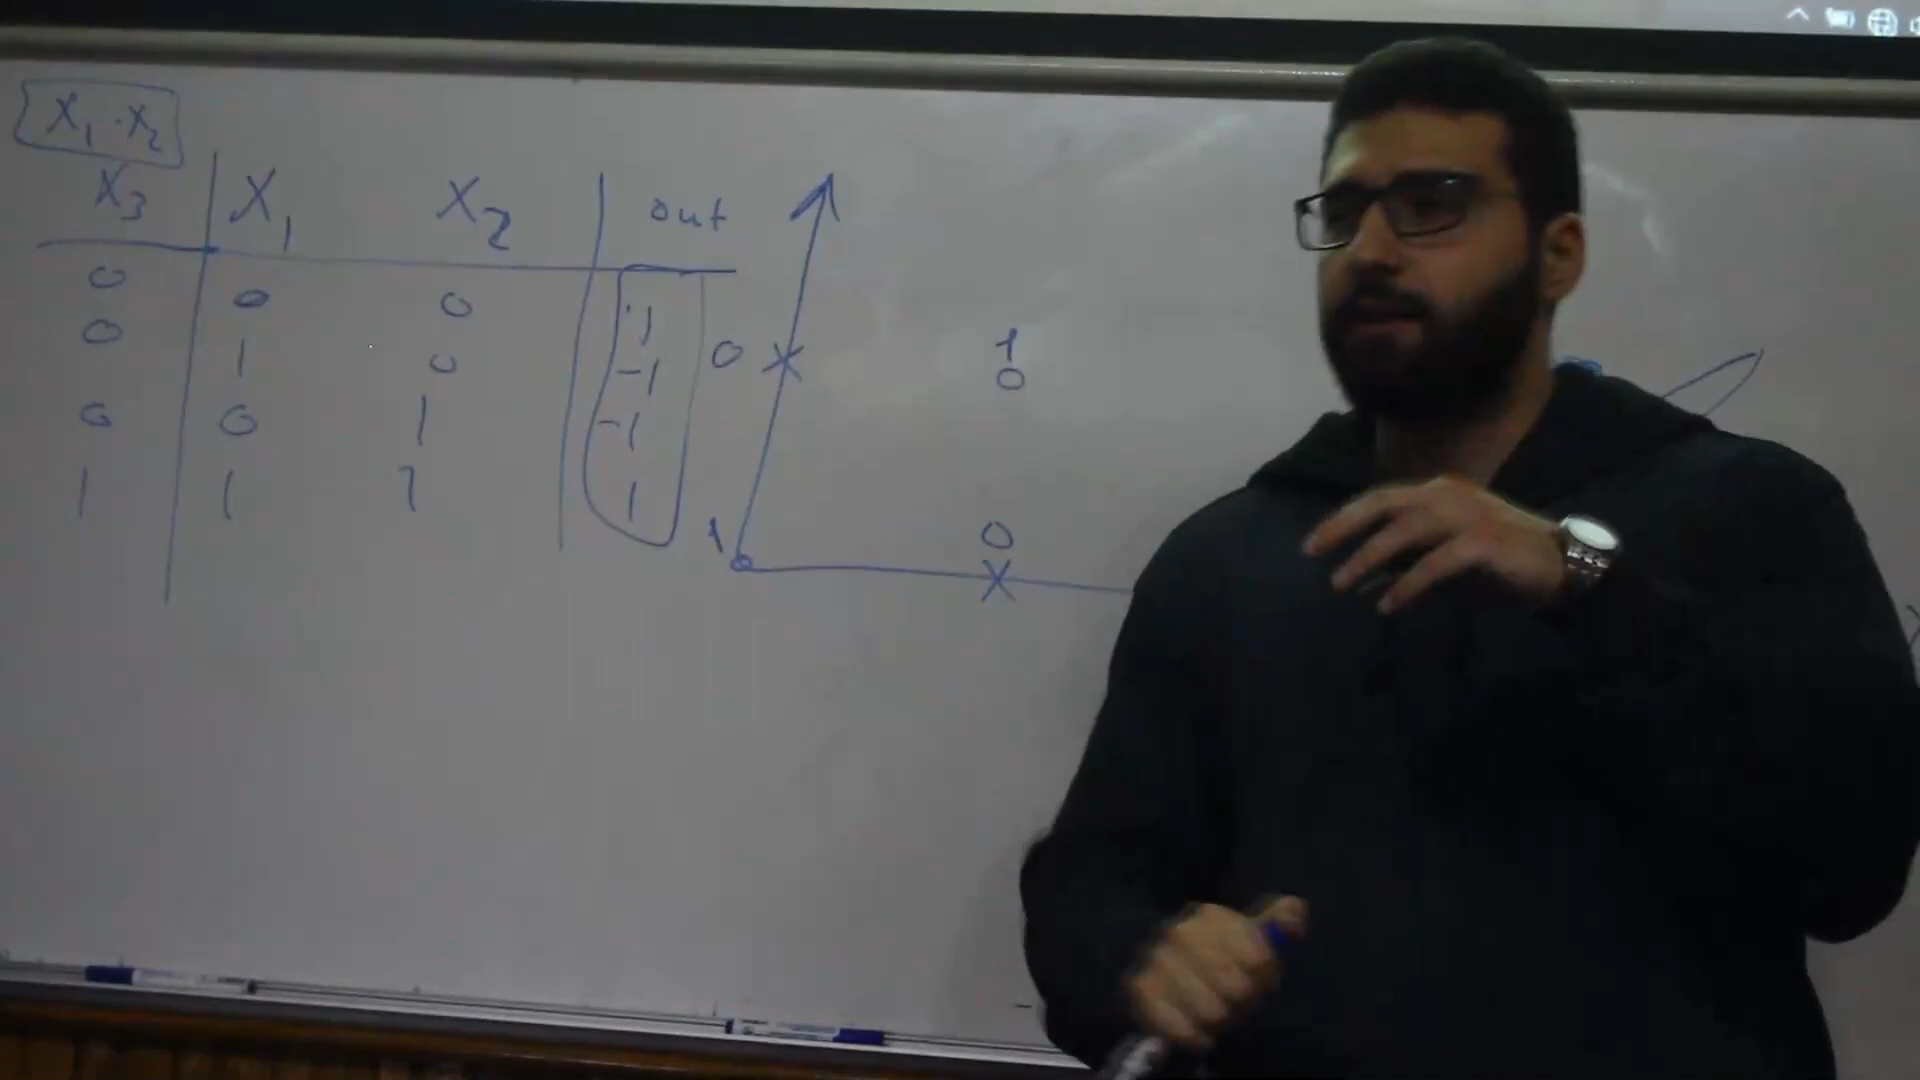 X₁ · X₂
X₃ X₁ X₂ out
0 0 0 1
0 1 0 -1
0 0 1 -1
1 1 1 1
0 1
0
1 0